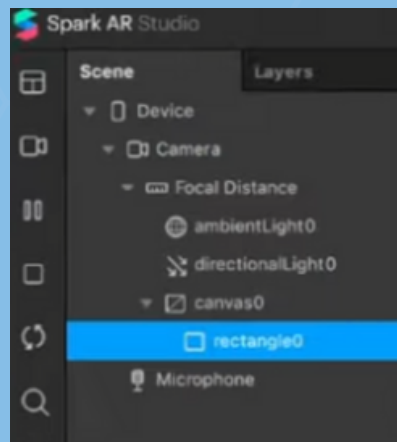 Spark AR Studio
Scene Layers
Device
Camera
Focal Distance
ambientLight0
directionalLight0
canvas0
rectangle0
Microphone